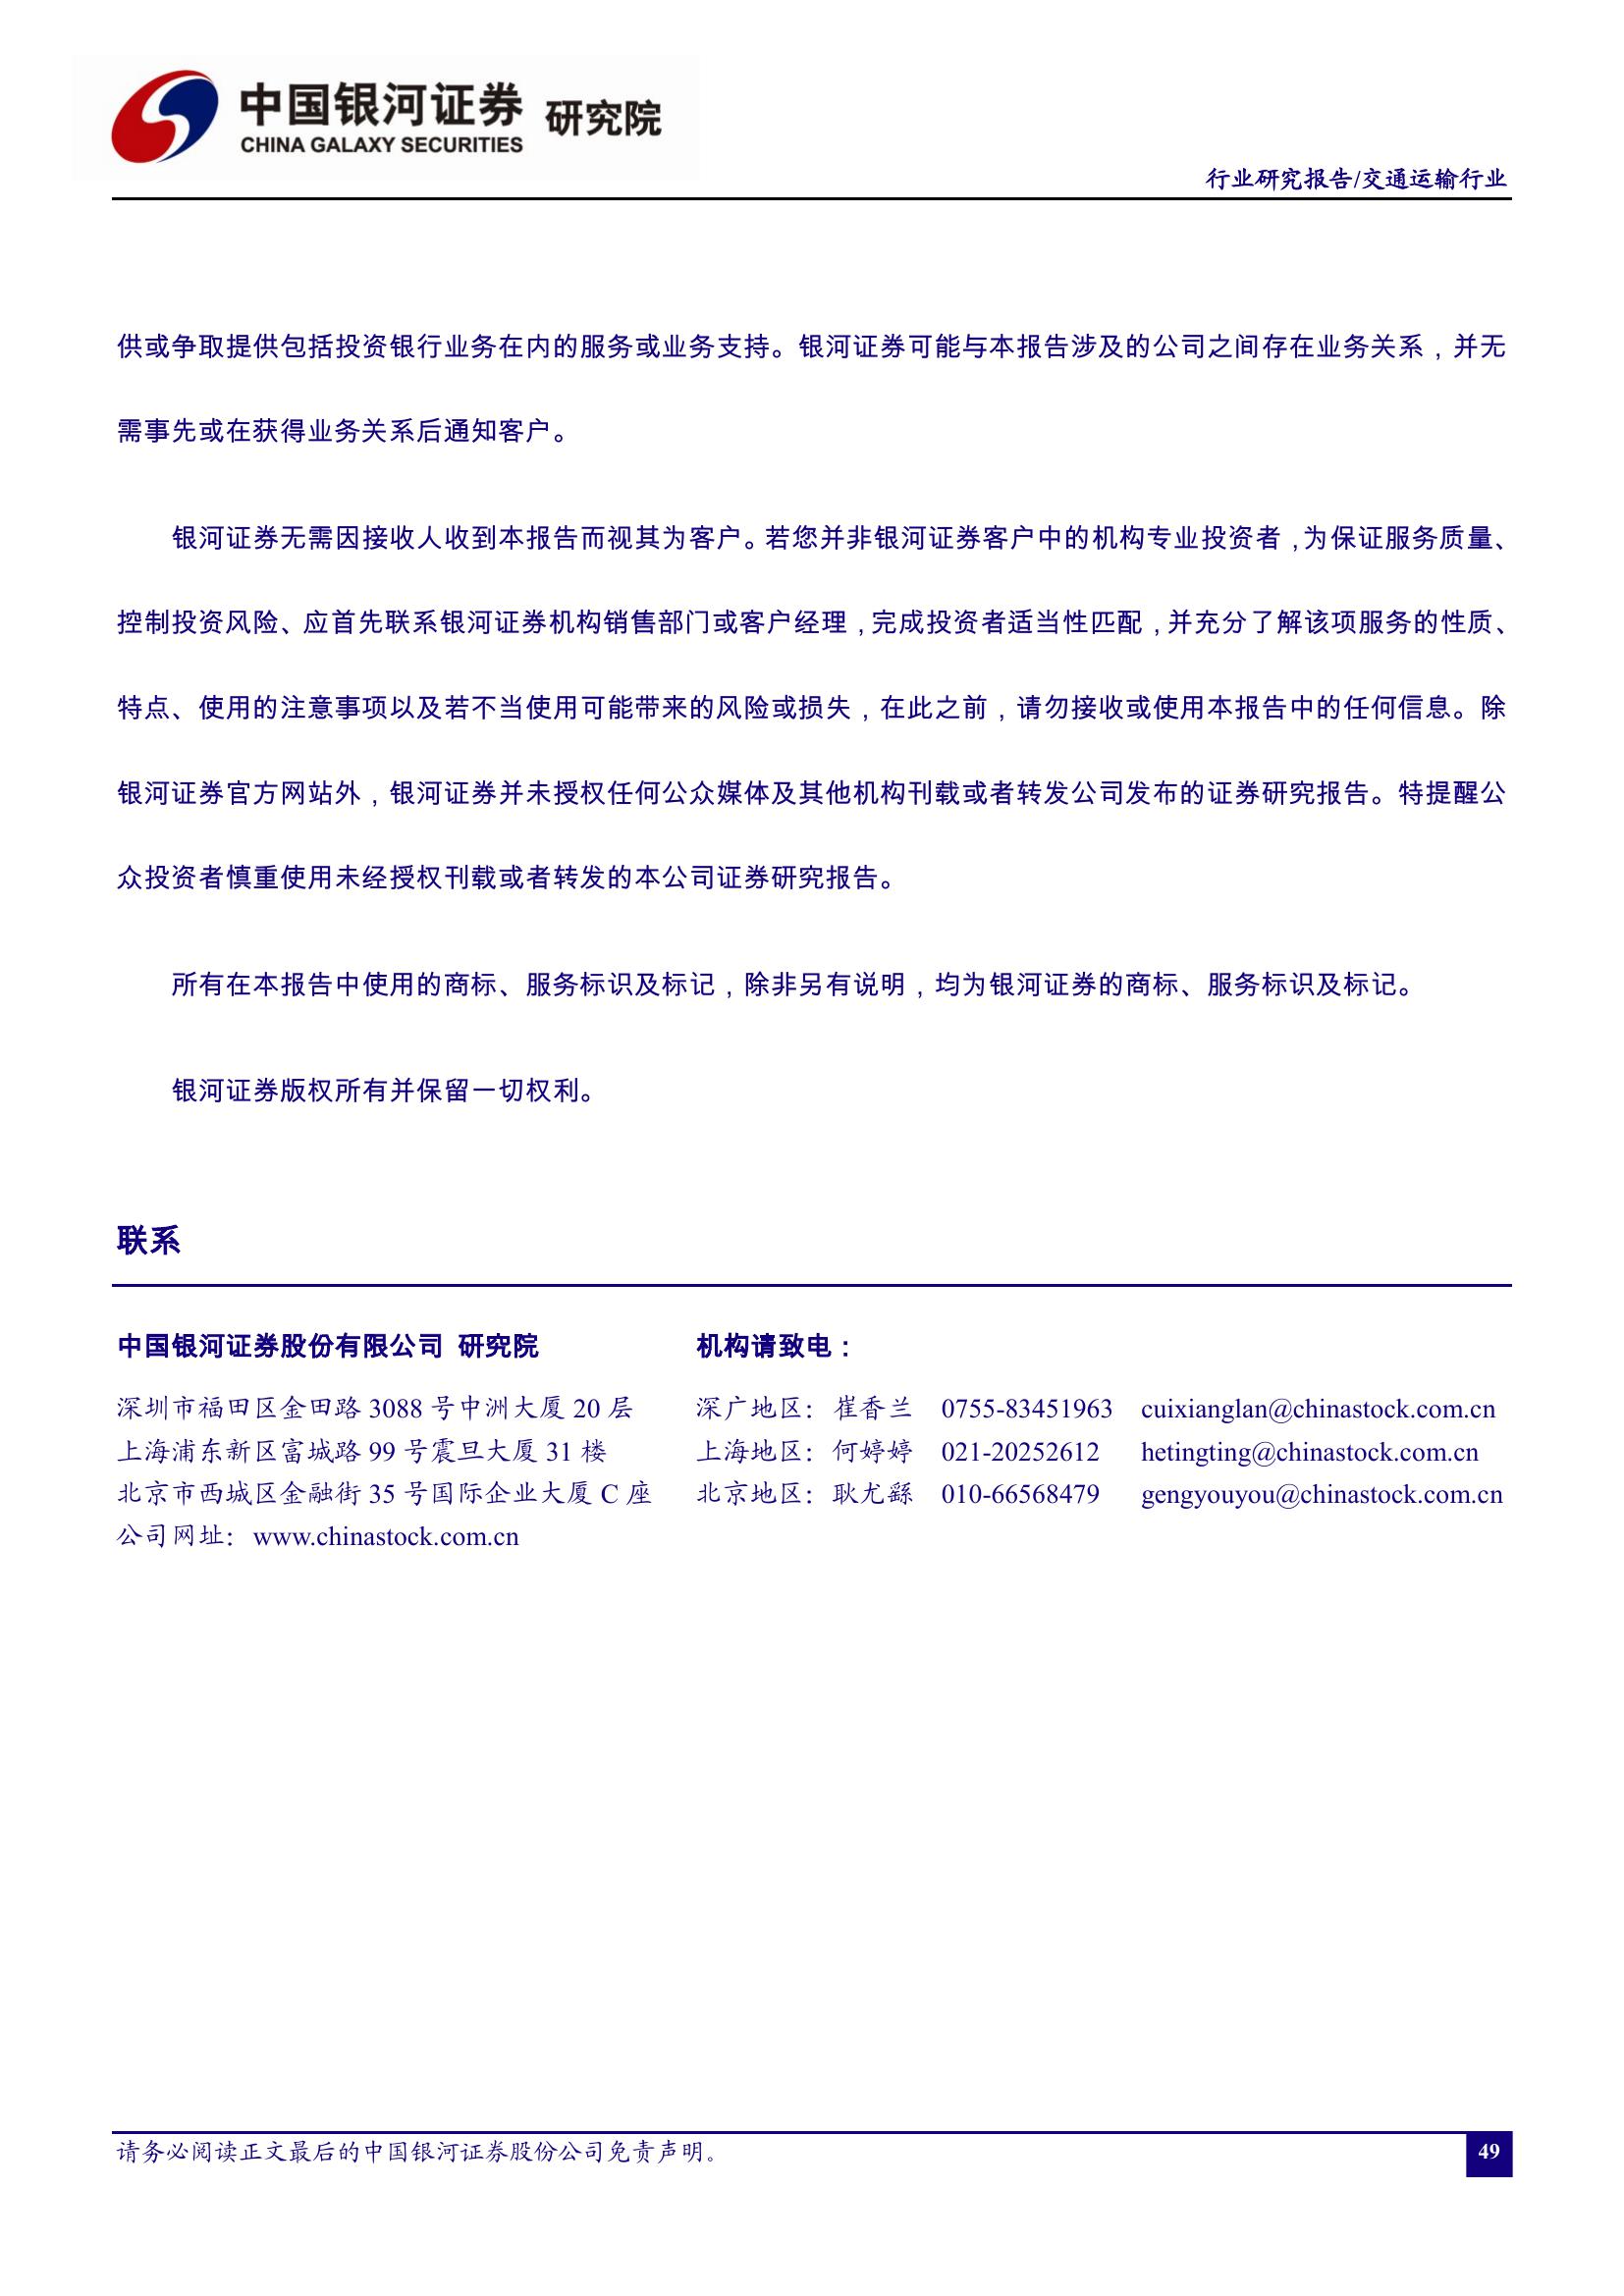 中国银河证券 研究院
CHINA GALAXY SECURITIES
行业研究报告/交通运输行业
供或争取提供包括投资银行业务在内的服务或业务支持。银河证券可能与本报告涉及的公司之间存在业务关系，并无
需事先或在获得业务关系后通知客户。
银河证券无需因接收人收到本报告而视其为客户。若您并非银河证券客户中的机构专业投资者，为保证服务质量、
控制投资风险、应首先联系银河证券机构销售部门或客户经理，完成投资者适当性匹配，并充分了解该项服务的性质、
特点、使用的注意事项以及若不当使用可能带来的风险或损失，在此之前，请勿接收或使用本报告中的任何信息。除
银河证券官方网站外，银河证券并未授权任何公众媒体及其他机构刊载或者转发公司发布的证券研究报告。特提醒公
众投资者慎重使用未经授权刊载或者转发的本公司证券研究报告。
所有在本报告中使用的商标、服务标识及标记，除非另有说明，均为银河证券的商标、服务标识及标记。
银河证券版权所有并保留一切权利。
联系
中国银河证券股份有限公司 研究院 机构请致电：
深圳市福田区金田路 3088 号中洲大厦 20 层 深广地区：崔香兰 0755-83451963 cuixianglan@chinastock.com.cn
上海浦东新区富城路 99 号震旦大厦 31 楼 上海地区：何婷婷 021-20252612 hetingting@chinastock.com.cn
北京市西城区金融街 35 号国际企业大厦 C 座 北京地区：耿尤繇 010-66568479 gengyouyou@chinastock.com.cn
公司网址：www.chinastock.com.cn
请务必阅读正文最后的中国银河证券股份公司免责声明。 49